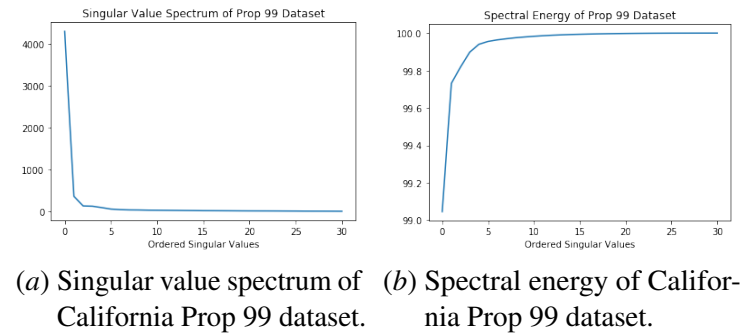 Singular Value Spectrum of Prop 99 Dataset
4000
3000
2000
1000
0
0 5 10 15 20 25 30
Ordered Singular Values
Spectral Energy of Prop 99 Dataset
100 0
99.8
99.6
99.4
99.2
99.0
0 5 10 15 20 25 30
Ordered Singular Values
(a) Singular value spectrum of
California Prop 99 dataset.
(b) Spectral energy of Califor-
nia Prop 99 dataset.